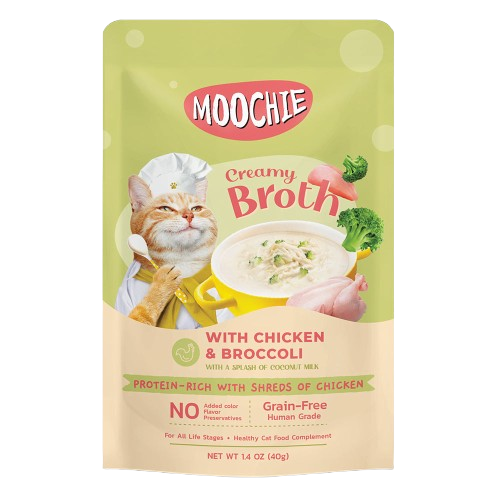 MOOCHIE
Creamy
Broth
WITH CHICKEN
& BROCCOLI
WITH A SPLASH OF COCONUT MILK
PROTEIN-RICH WITH SHREDS OF CHICKEN
NO Added color
Flavor
Preservatives
Grain-Free
Human Grade
For All Life Stages • Healthy Cat Food Complement
NET WT 1.4 OZ (40g)